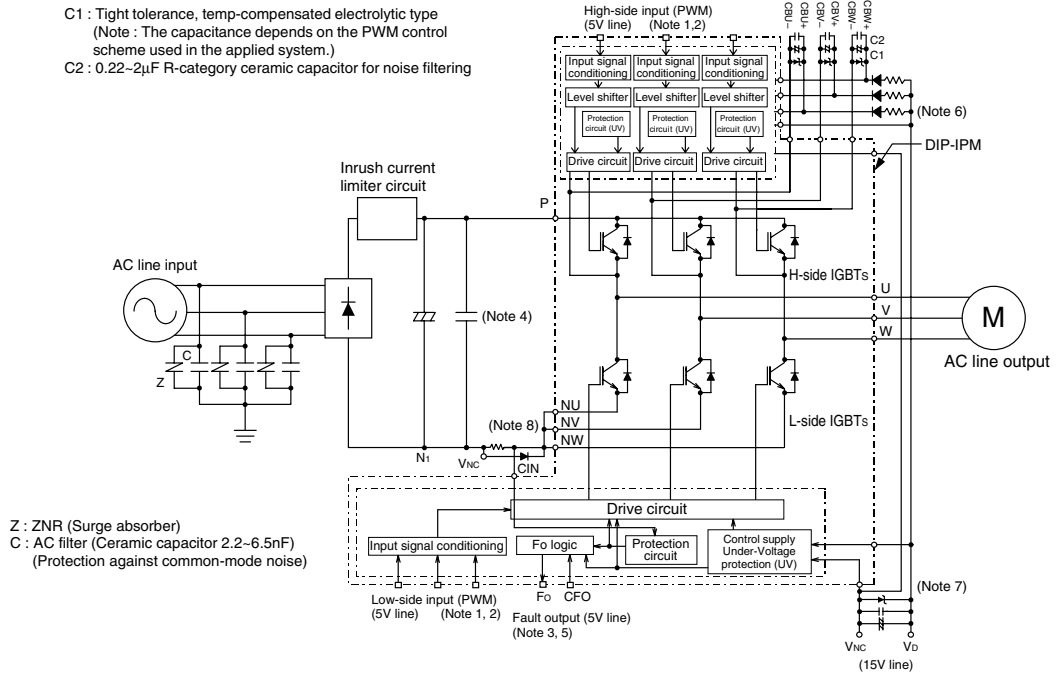 C1 : Tight tolerance, temp-compensated electrolytic type
(Note : The capacitance depends on the PWM control
scheme used in the applied system.)
C2 : 0.22~2μF R-category ceramic capacitor for noise filtering
High-side input (PWM)
(5V line) (Note 1,2)
CBU–
CBU+
CBV–
CBV+
CBW–
CBW+
C2
C1
Input signal conditioning
Input signal conditioning
Input signal conditioning
Level shifter
Level shifter
Level shifter
Protection circuit (UV)
Protection circuit (UV)
Protection circuit (UV)
Drive circuit
Drive circuit
Drive circuit
(Note 6)
DIP-IPM
Inrush current
limiter circuit
P
AC line input
H-side IGBTs
U
V
W
M
AC line output
(Note 4)
C
Z
NU
NV
NW
(Note 8)
L-side IGBTs
N1
VNC
CIN
Z : ZNR (Surge absorber)
C : AC filter (Ceramic capacitor 2.2~6.5nF)
(Protection against common-mode noise)
Drive circuit
Input signal conditioning
Fo logic
Protection
circuit
Control supply
Under-Voltage
protection (UV)
Low-side input (PWM)
(5V line) (Note 1, 2)
FO
CFO
Fault output (5V line)
(Note 3, 5)
(Note 7)
VNC
VD
(15V line)